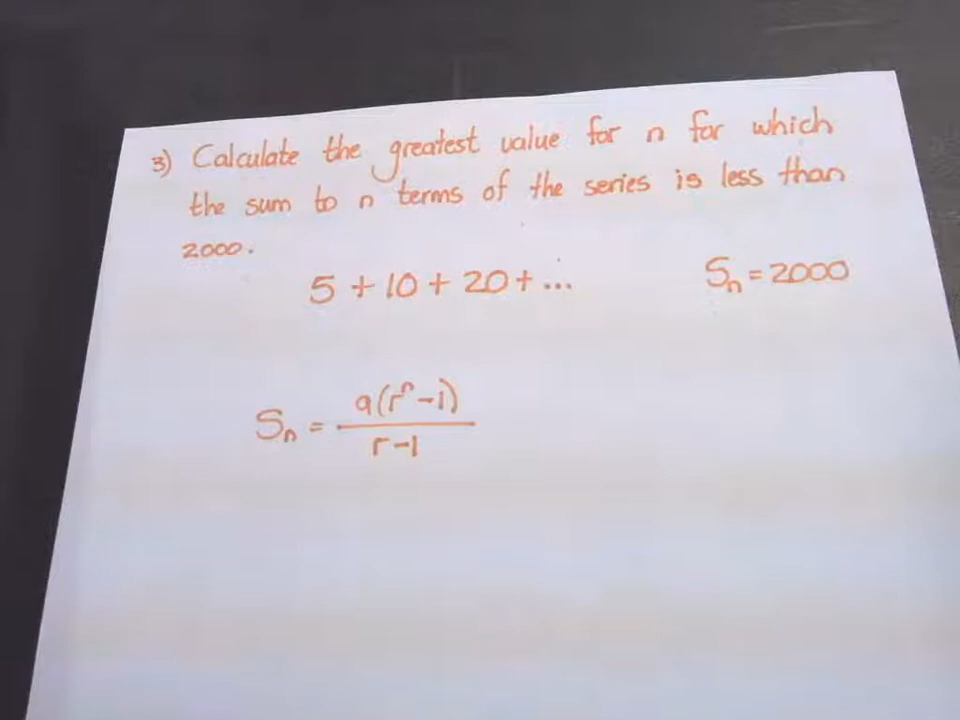 3) Calculate the greatest value for n for which
the sum to n terms of the series is less than
2000.
5 + 10 + 20 + ... Sₙ = 2000
Sₙ = a(rⁿ - 1) / r - 1